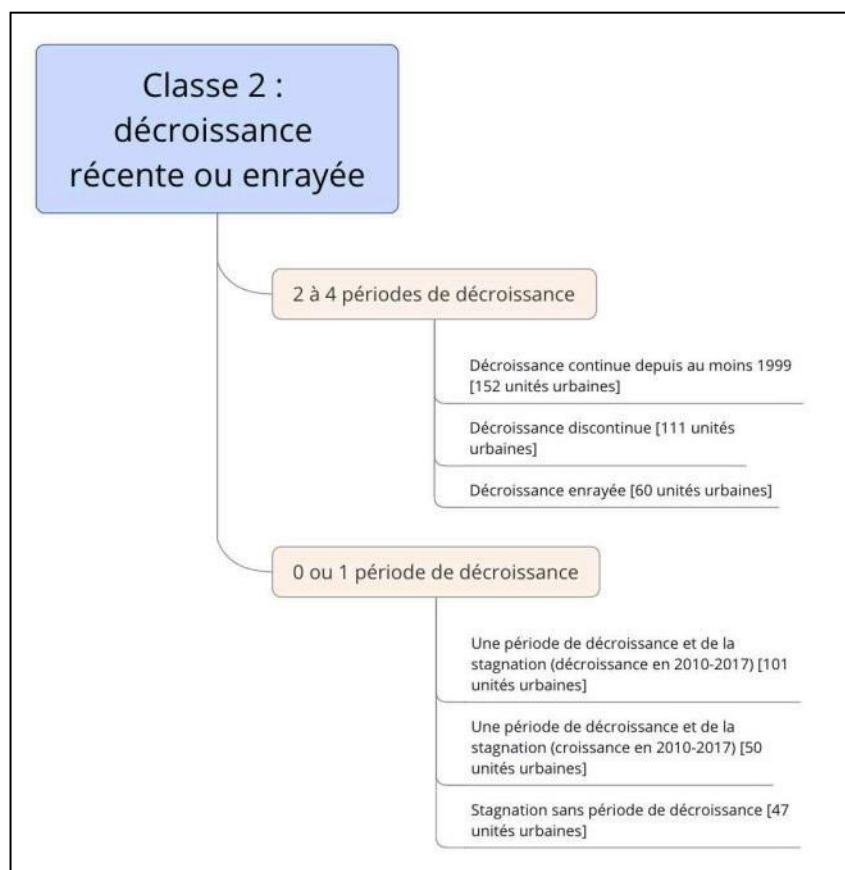 Classe 2 :
décroissance
récente ou enrayée
2 à 4 périodes de décroissance
Décroissance continue depuis au moins 1999
[152 unités urbaines]
Décroissance discontinue [111 unités
urbaines]
Décroissance enrayée [60 unités urbaines]
0 ou 1 période de décroissance
Une période de décroissance et de la
stagnation (décroissance en 2010-2017) [101
unités urbaines]
Une période de décroissance et de la
stagnation (croissance en 2010-2017) [50
unités urbaines]
Stagnation sans période de décroissance [47
unités urbaines]